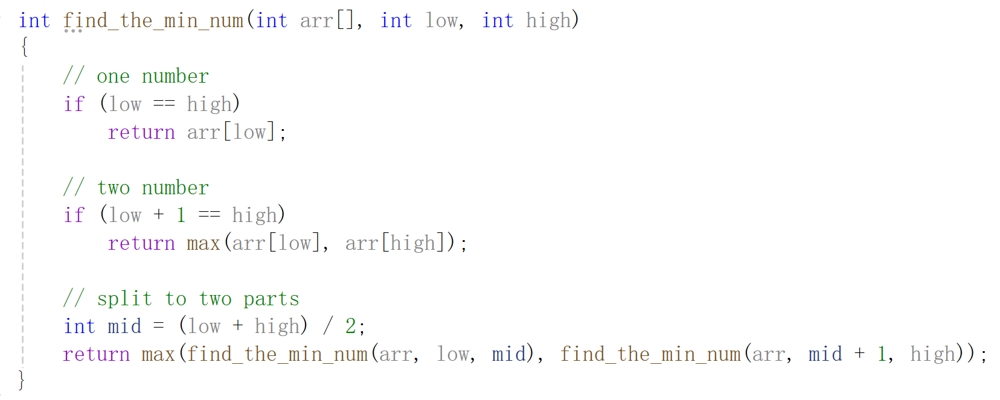 int find_the_min_num(int arr[], int low, int high)
{
    // one number
    if (low == high)
        return arr[low];

    // two number
    if (low + 1 == high)
        return max(arr[low], arr[high]);

    // split to two parts
    int mid = (low + high) / 2;
    return max(find_the_min_num(arr, low, mid), find_the_min_num(arr, mid + 1, high));
}